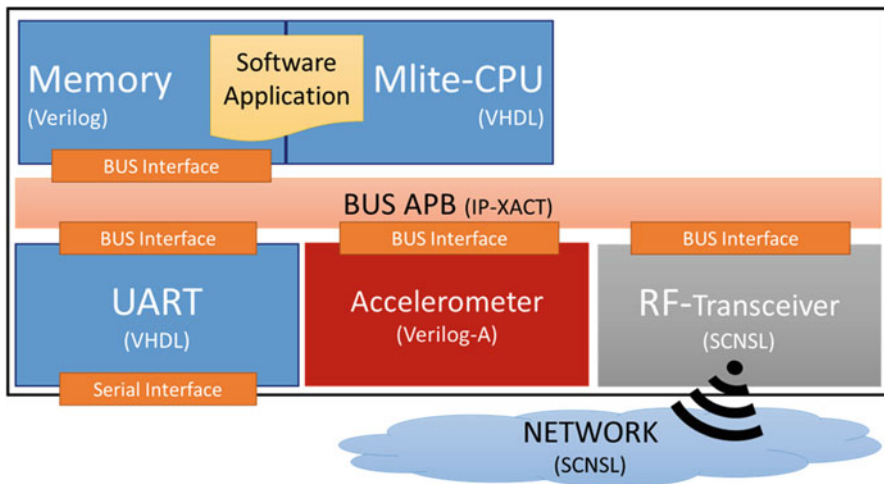 Memory
(Verilog)
Software
Application
Mlite-CPU
(VHDL)
BUS Interface
BUS APB (IP-XACT)
BUS Interface
BUS Interface
BUS Interface
UART
(VHDL)
Accelerometer
(Verilog-A)
RF-Transceiver
(SCNSL)
Serial Interface
NETWORK
(SCNSL)